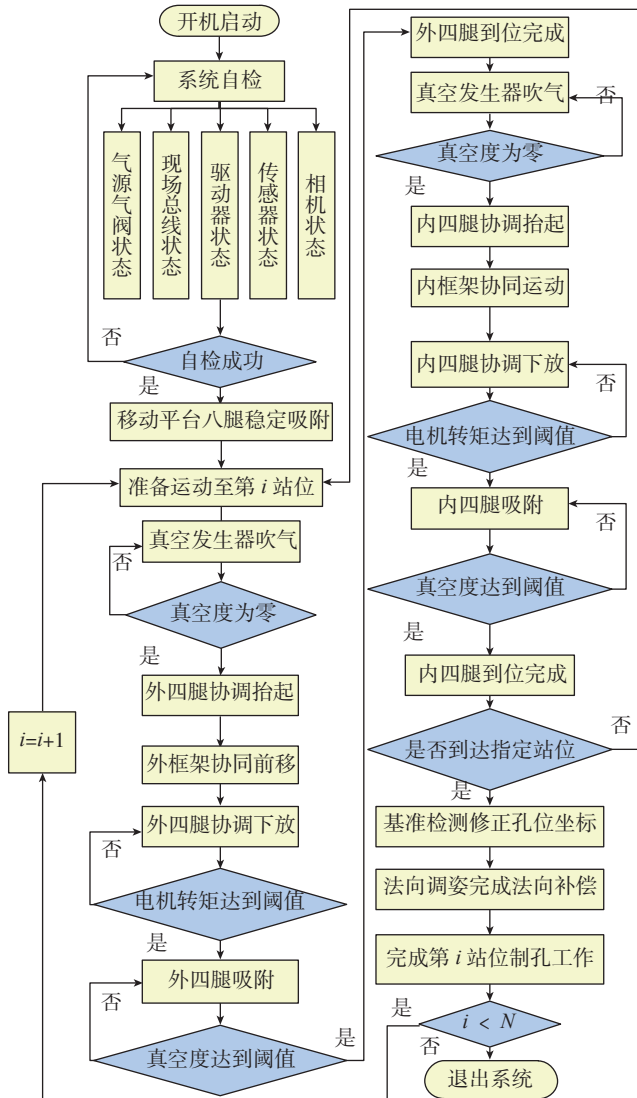 开机启动
系统自检
气源气阀状态
现场总线状态
驱动器状态
传感器状态
相机状态
否
自检成功
是
移动平台八腿稳定吸附
准备运动至第 i 站位
真空发生器吹气
否
真空度为零
是
外四腿协调抬起
i=i+1
外框架协同前移
外四腿协调下放
否
电机转矩达到阈值
是
外四腿吸附
否
真空度达到阈值
是
外四腿到位完成
真空发生器吹气
否
真空度为零
是
内四腿协调抬起
内框架协同运动
内四腿协调下放
否
电机转矩达到阈值
是
内四腿吸附
否
真空度达到阈值
是
内四腿到位完成
否
是否到达指定站位
是
基准检测修正孔位坐标
法向调姿完成法向补偿
完成第 i 站位制孔工作
是
i < N
否
退出系统